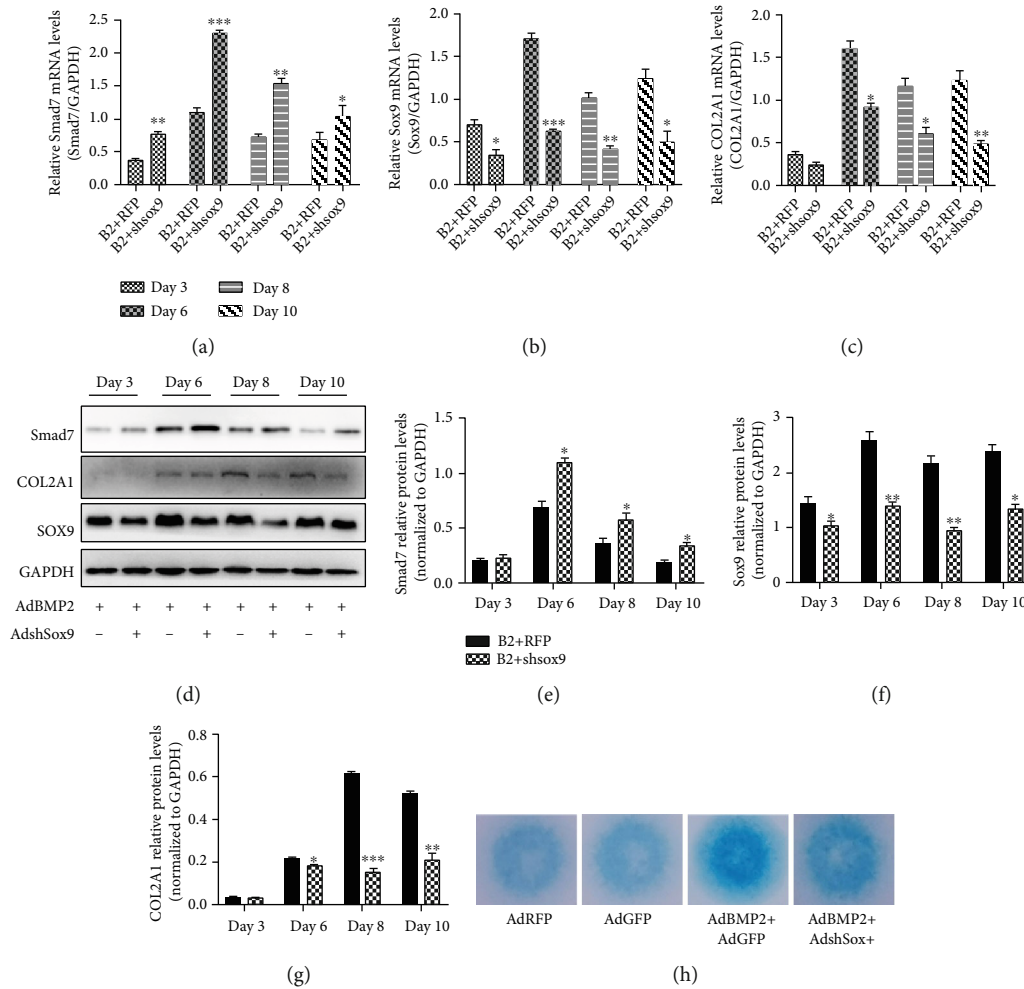 Relative Smad7 mRNA levels
(Smad7/GAPDH)
2.5
2.0
1.5
1.0
0.5
0.0
**
***
**
*
B2+RFP
B2+shsox9
B2+RFP
B2+shsox9
B2+RFP
B2+shsox9
B2+RFP
B2+shsox9
Day 3
Day 8
Day 6
Day 10
(a)
Relative Sox9 mRNA levels
(Sox9/GAPDH)
2.0
1.5
1.0
0.5
0.0
*
***
**
*
B2+RFP
B2+shsox9
B2+RFP
B2+shsox9
B2+RFP
B2+shsox9
B2+RFP
B2+shsox9
(b)
Relative COL2A1 mRNA levels
(COL2A1/GAPDH)
2.0
1.5
1.0
0.5
0.0
*
*
**
B2+RFP
B2+shsox9
B2+RFP
B2+shsox9
B2+RFP
B2+shsox9
B2+RFP
B2+shsox9
(c)
Day 3 Day 6 Day 8 Day 10
Smad7
COL2A1
SOX9
GAPDH
AdBMP2 + + + + + + + +
AdshSox9 – + – + – + – +
(d)
Smad7 relative protein levels
(normalized to GAPDH)
1.5
1.0
0.5
0.0
*
*
*
Day 3 Day 6 Day 8 Day 10
B2+RFP
B2+shsox9
(e)
Sox9 relative protein levels
(normalized to GAPDH)
3
2
1
0
*
**
**
*
Day 3 Day 6 Day 8 Day 10
(f)
COL2A1 relative protein levels
(normalized to GAPDH)
0.8
0.6
0.4
0.2
0.0
*
***
**
Day 3 Day 6 Day 8 Day 10
(g)
AdRFP
AdGFP
AdBMP2+
AdGFP
AdBMP2+
AdshSox+
(h)